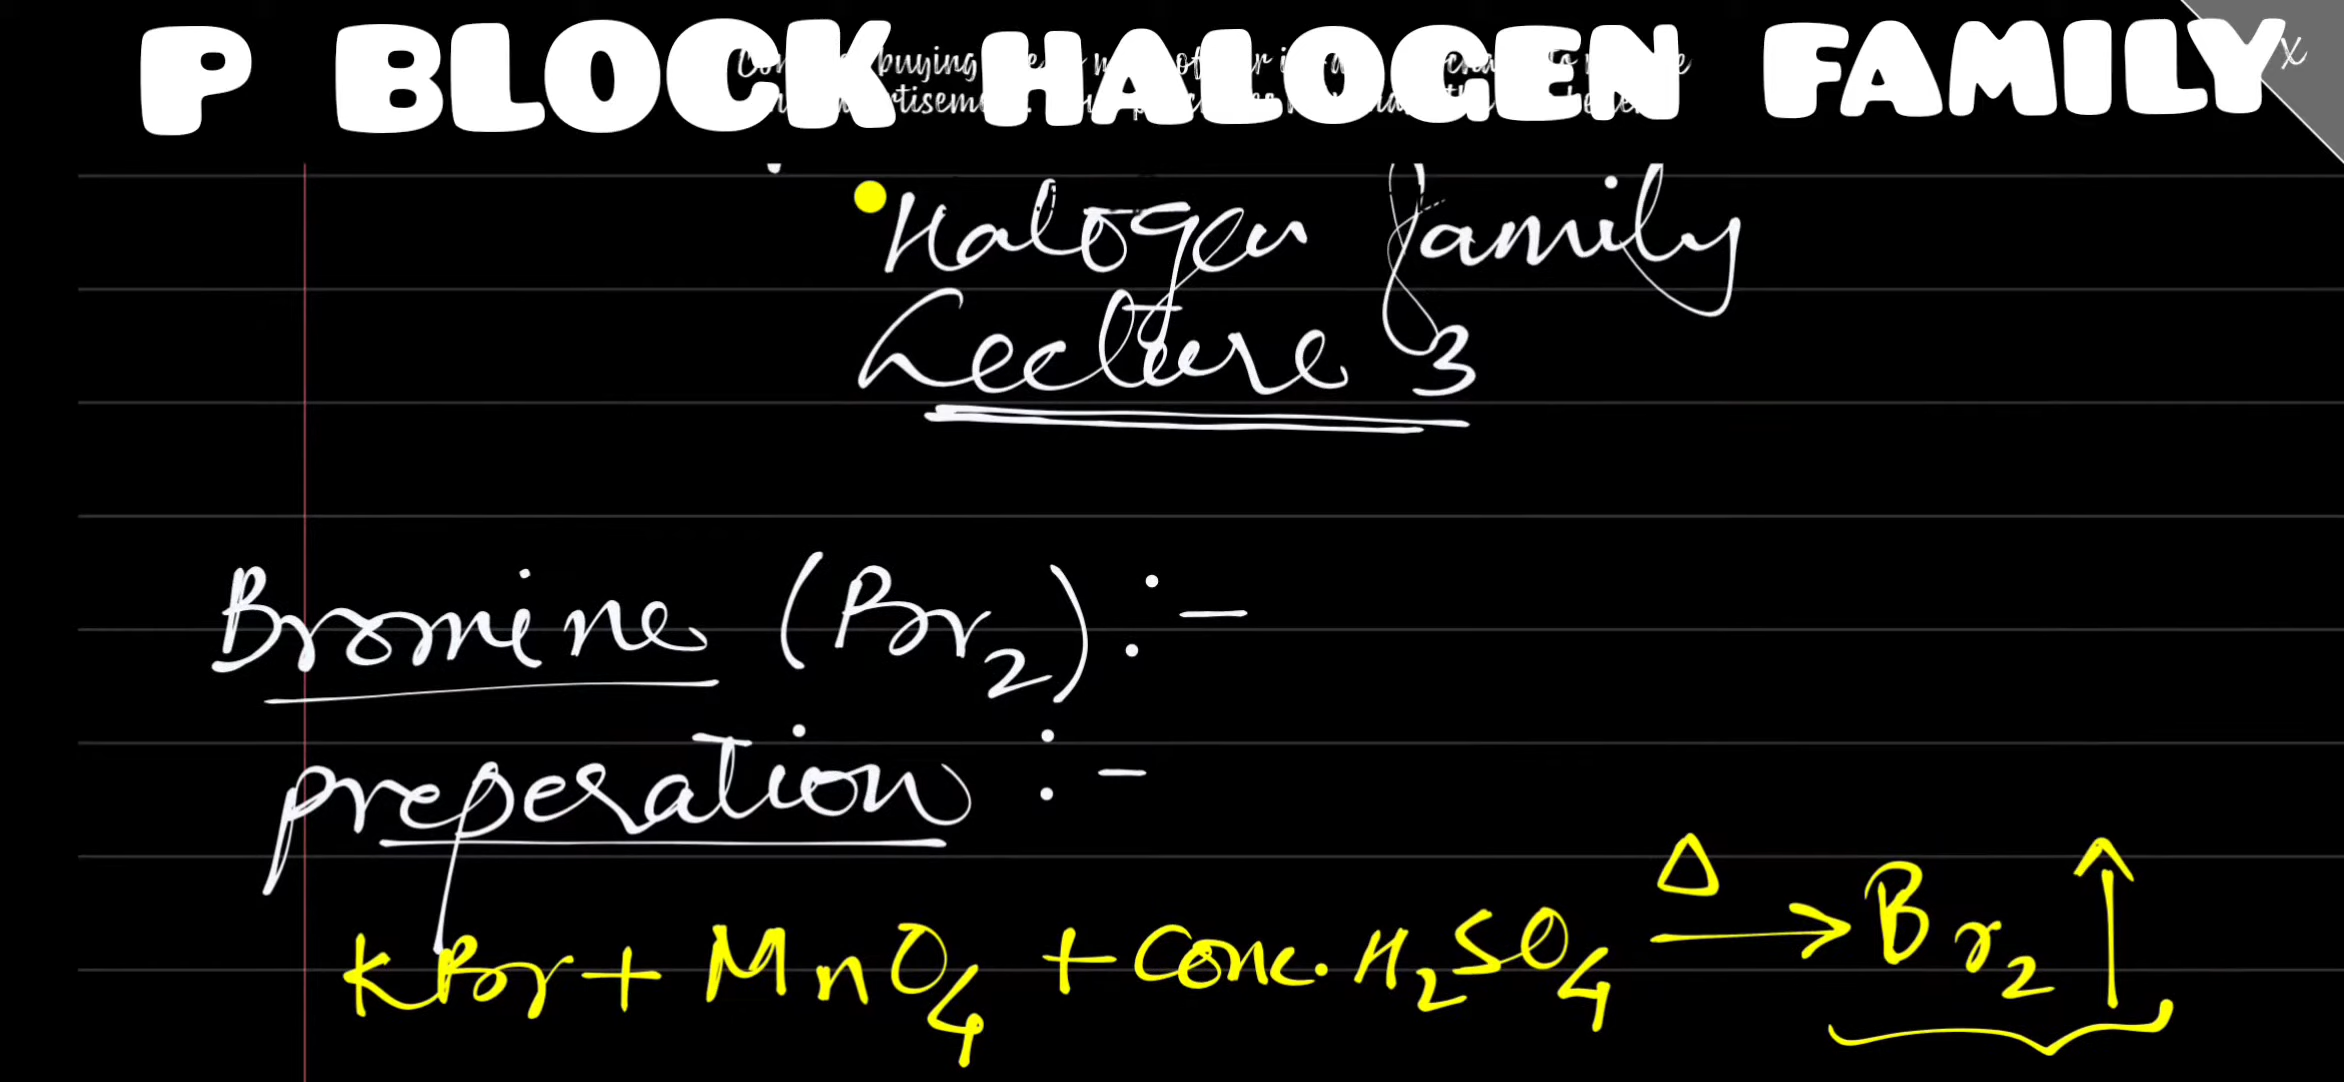 P BLOCK HALOGEN FAMILY
Halogen family
Lecture 3
Bromine (Br₂) :-
preperation :-
KBr + MnO₄ + Conc. H₂SO₄ Δ → Br₂ ↑